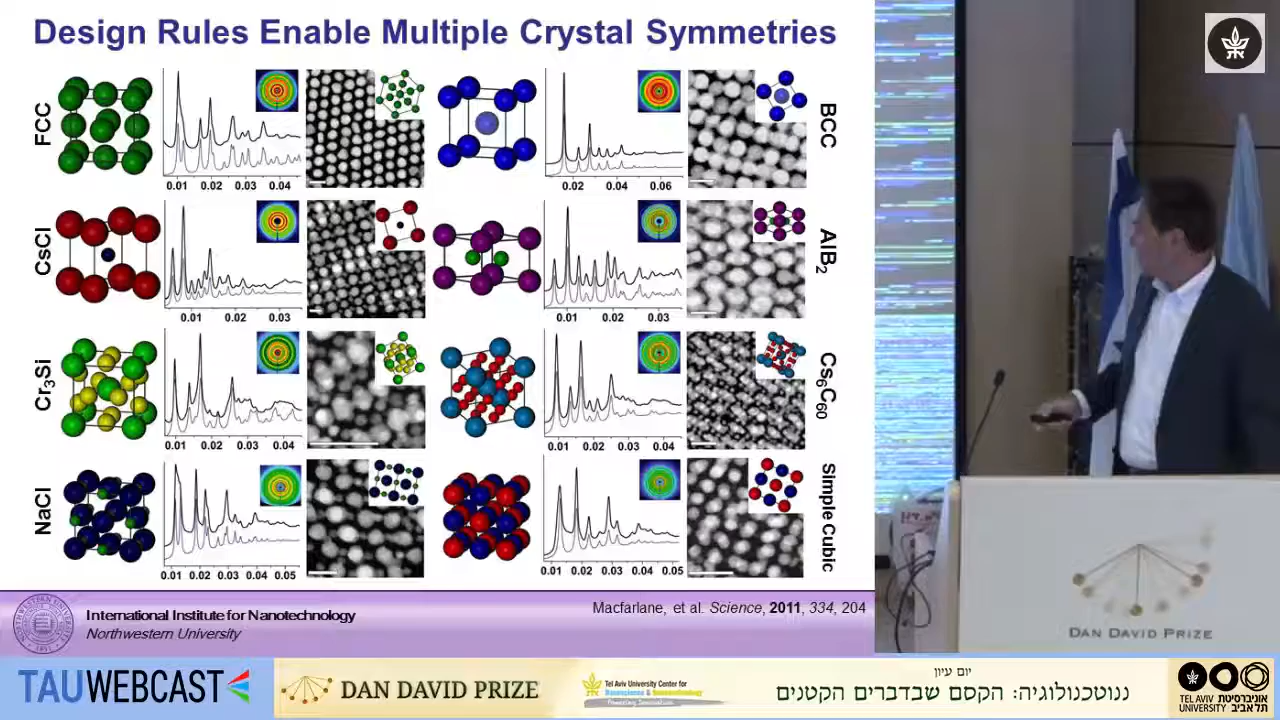 Design Rules Enable Multiple Crystal Symmetries
FCC
0.01 0.02 0.03 0.04
BCC
0.02 0.04 0.06
CsCl
0.01 0.02 0.03
AlB2
0.01 0.02 0.03
Cr3Si
0.01 0.02 0.03 0.04
Cs6C60
0.01 0.02 0.03 0.04
NaCl
0.01 0.02 0.03 0.04 0.05
simple Cubic
0.01 0.02 0.03 0.04 0.05
Macfarlane, et al. Science, 2011, 334, 204
International Institute for Nanotechnology
Northwestern University
DAN DAVID PRIZE
TAUWEBCAST
DAN DAVID PRIZE
Tel Aviv University Center for
Nanoscience & Nanotechnology
יום עיון
ננוטכנולוגיה: הקסם שבדברים הקטנים
TEL AVIV UNIVERSITY
אוניברסיטת תל אביב